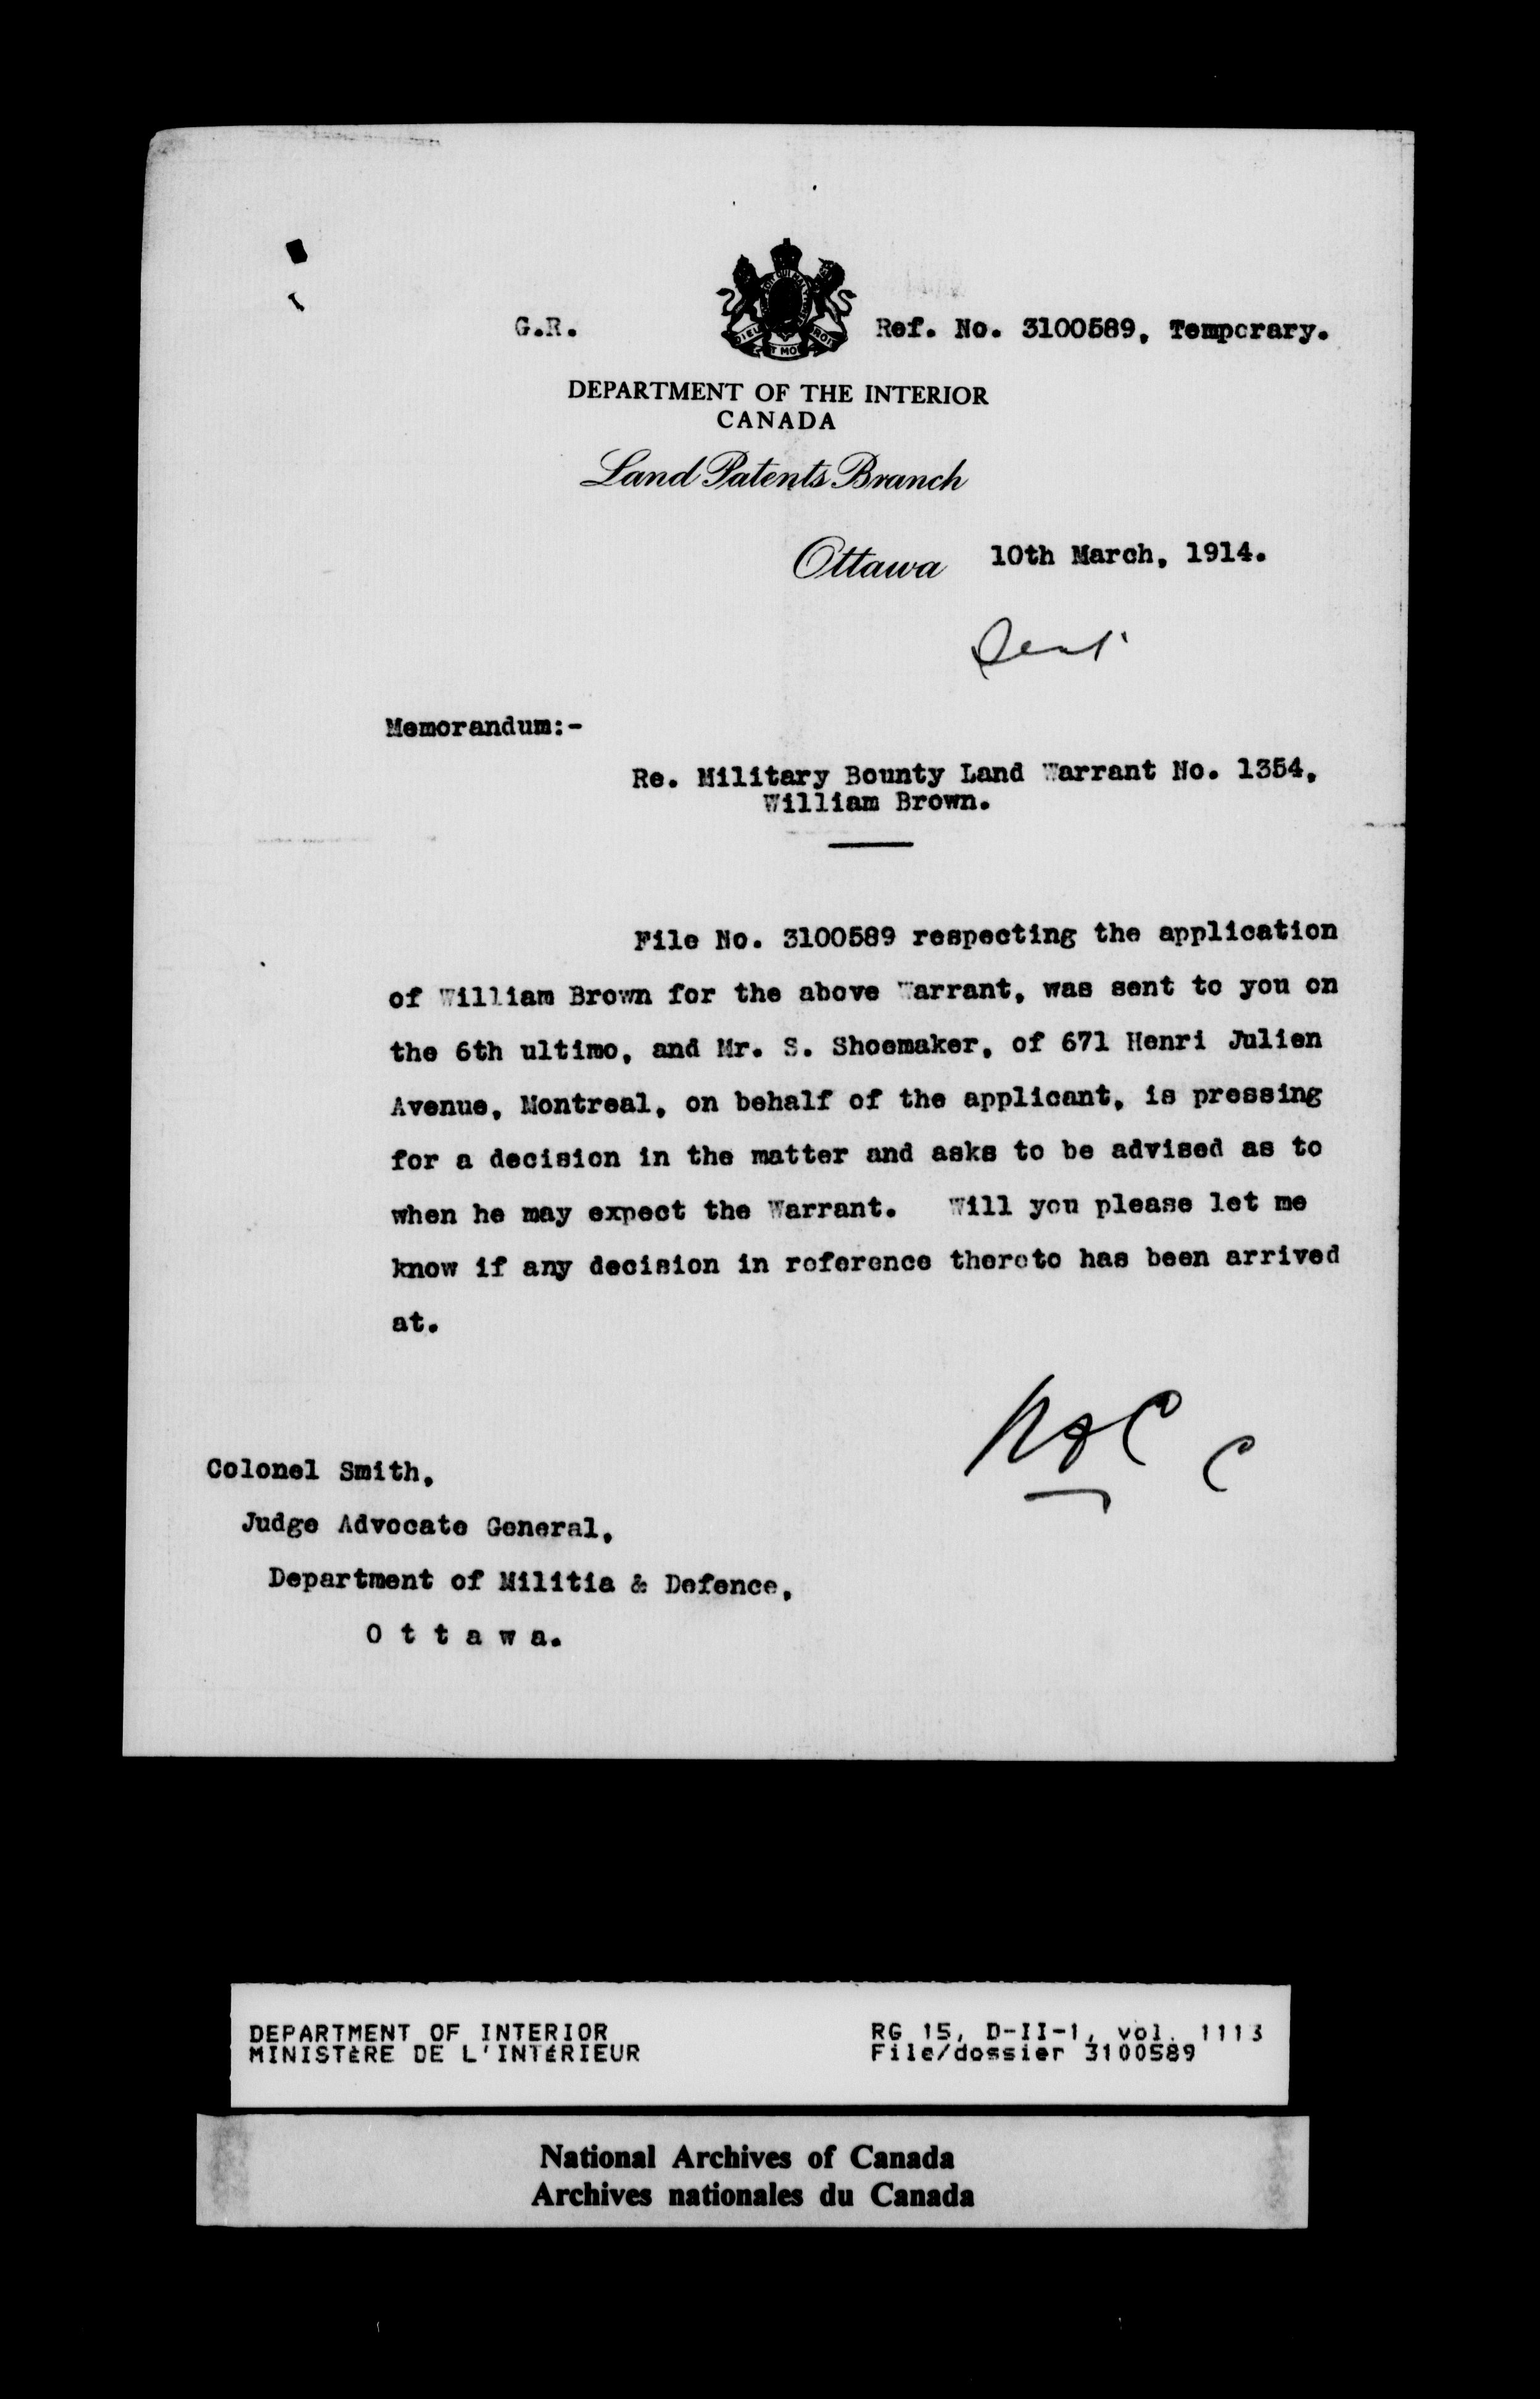 G.R.
Ref. No. 3100589, Temporary.
DEPARTMENT OF THE INTERIOR
CANADA
Land Patents Branch
Ottawa 10th March, 1914.
Sent
Memorandum:-
Re. Military Bounty Land Warrant No. 1354,
William Brown.
File No. 3100589 respecting the application
of William Brown for the above Warrant, was sent to you on
the 6th ultimo, and Mr. S. Shoemaker, of 671 Henri Julien
Avenue, Montreal, on behalf of the applicant, is pressing
for a decision in the matter and asks to be advised as to
when he may expect the Warrant. Will you please let me
know if any decision in reference thereto has been arrived
at.
Colonel Smith,
Judge Advocate General,
Department of Militia & Defence,
O t t a w a.
DEPARTMENT OF INTERIOR
MINISTÈRE DE L'INTÉRIEUR
RG 15, D-II-1, vol. 1113
File/dossier 3100589
National Archives of Canada
Archives nationales du Canada